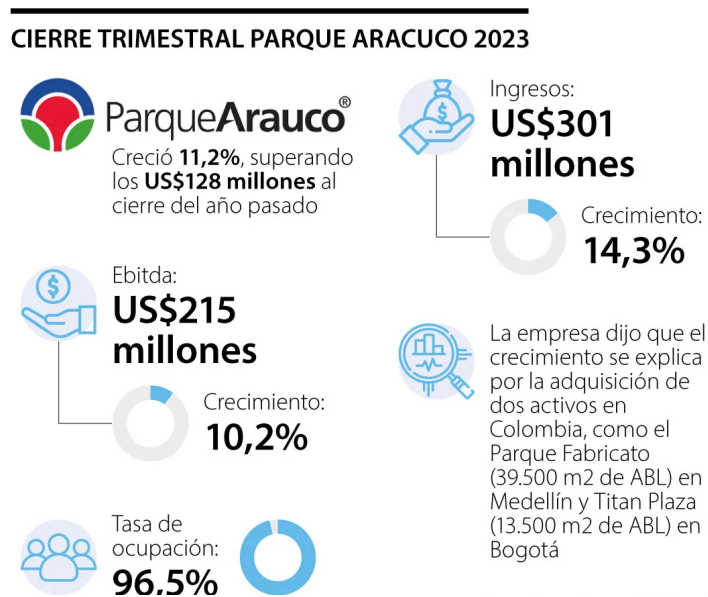 CIERRE TRIMESTRAL PARQUE ARACUCO 2023
ParqueArauco®
Creció 11,2%, superando
los US$128 millones al
cierre del año pasado
Ingresos:
US$301
millones
Crecimiento:
14,3%
Ebitda:
US$215
millones
Crecimiento:
10,2%
La empresa dijo que el
crecimiento se explica
por la adquisición de
dos activos en
Colombia, como el
Parque Fabricato
(39.500 m2 de ABL) en
Medellín y Titan Plaza
(13.500 m2 de ABL) en
Bogotá
Tasa de
ocupación:
96,5%